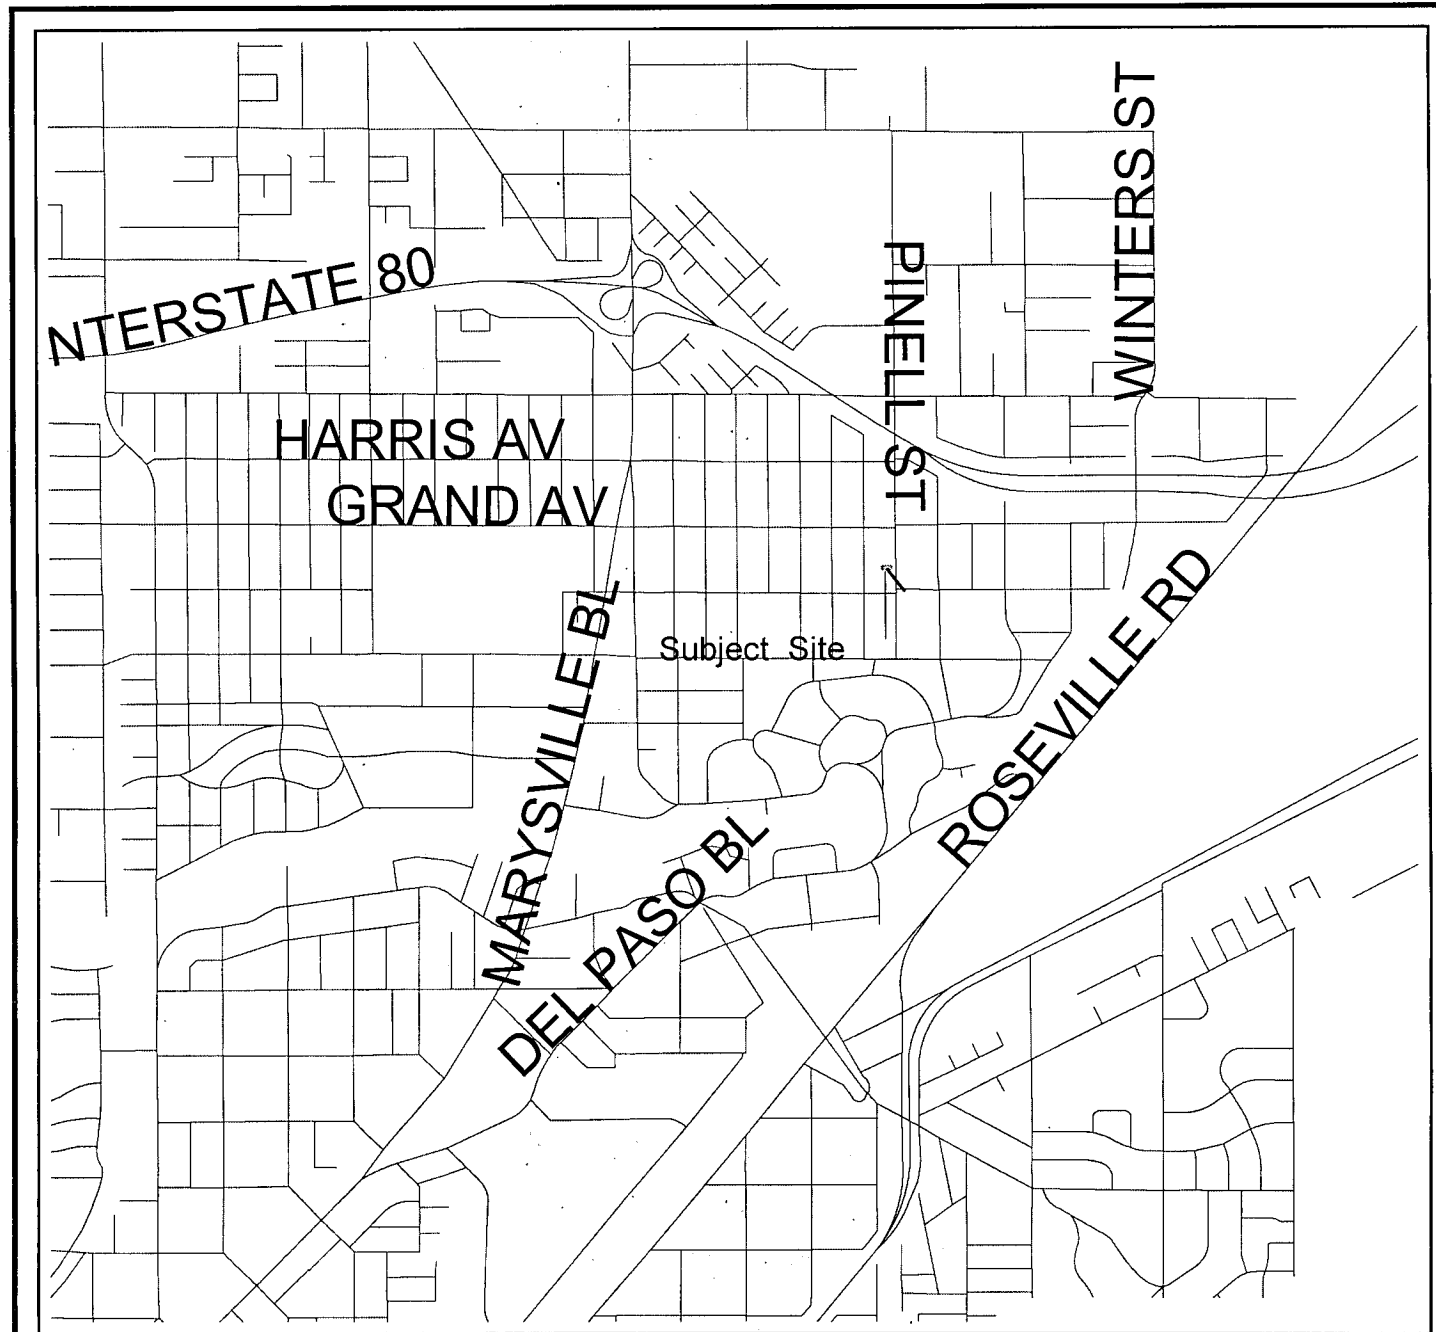 WINTERS ST
PINELL ST
NTERSTATE 80
HARRIS AV
GRAND AV
MARYSVILLE BL
Subject Site
ROSEVILLE RD
DEL PASO BL